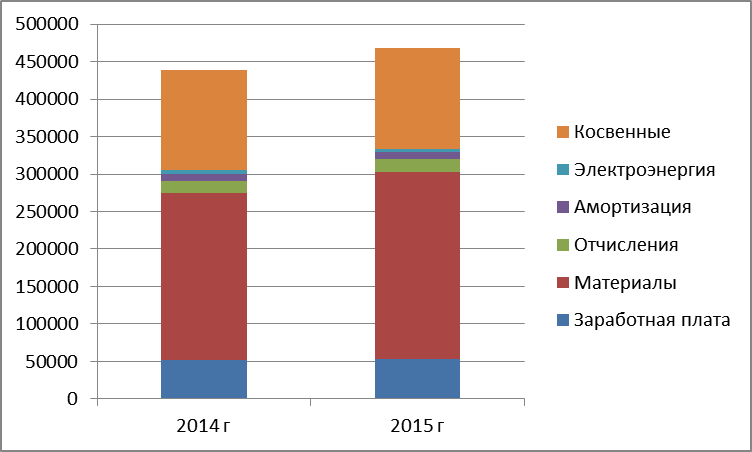 500000
450000
400000
350000
300000
250000
200000
150000
100000
50000
0
2014 г
2015 г
Косвенные
Электроэнергия
Амортизация
Отчисления
Материалы
Заработная плата